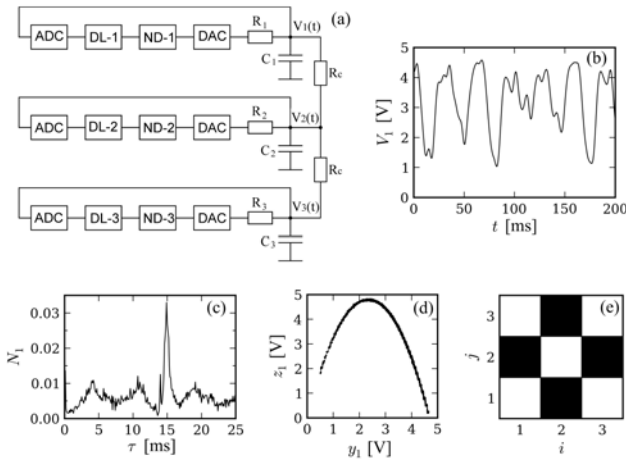 (a)
ADC DL-1 ND-1 DAC R1 V1(t)
C1
Rc
ADC DL-2 ND-2 DAC R2 V2(t)
C2
Rc
ADC DL-3 ND-3 DAC R3 V3(t)
C3
(b)
V1 [V]
5
4
3
2
1
0
0 50 100 150 200
t [ms]
(c)
N1
0.03
0.02
0.01
0.00
0 5 10 15 20 25
τ [ms]
(d)
z1 [V]
5
4
3
2
1
0
0 1 2 3 4 5
y1 [V]
(e)
j
3
2
1
1 2 3
i